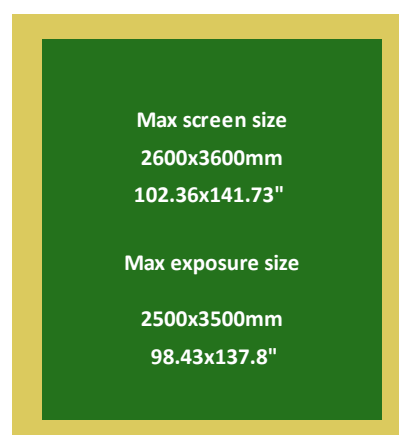 Max screen size
2600x3600mm
102.36x141.73"
Max exposure size
2500x3500mm
98.43x137.8"